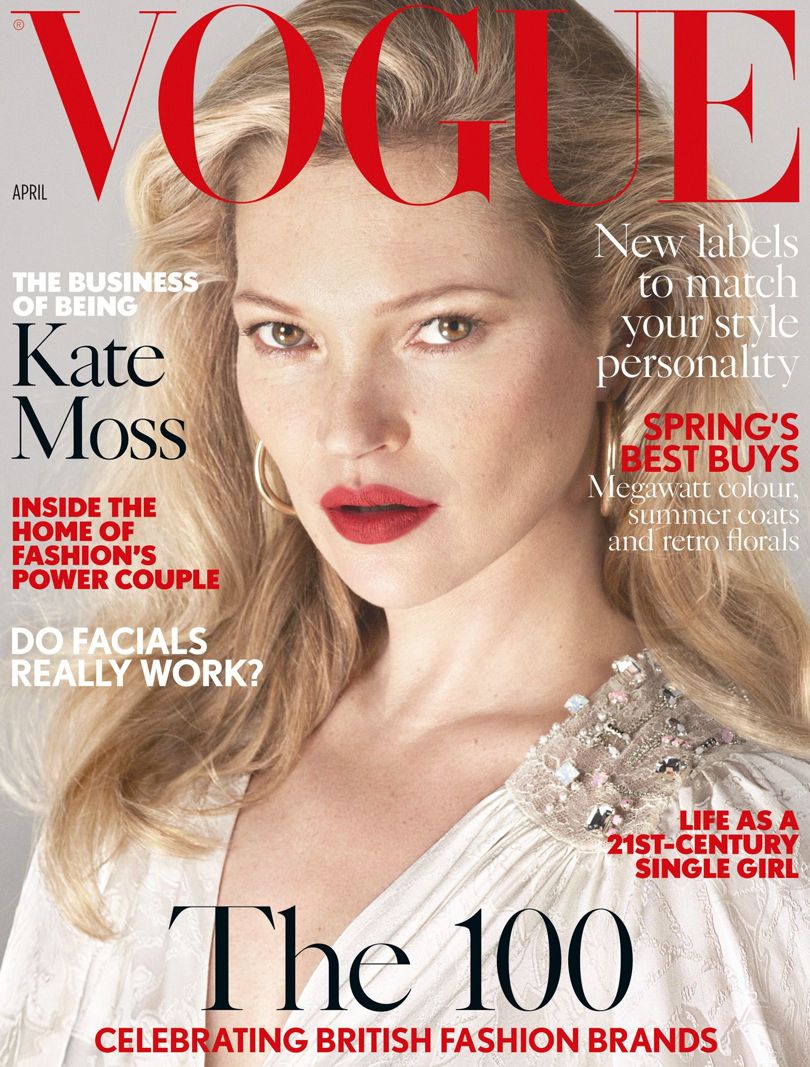 VOGUE
®
APRIL
THE BUSINESS
OF BEING
Kate
Moss
INSIDE THE
HOME OF
FASHION'S
POWER COUPLE
DO FACIALS
REALLY WORK?
New labels
to match
your style
personality
SPRING'S
BEST BUYS
Megawatt colour,
summer coats
and retro florals
LIFE AS A
21ST-CENTURY
SINGLE GIRL
The 100
CELEBRATING BRITISH FASHION BRANDS